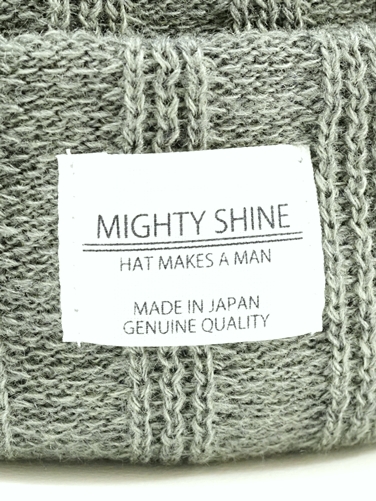 MIGHTY SHINE
HAT MAKES A MAN
MADE IN JAPAN
GENUINE QUALITY